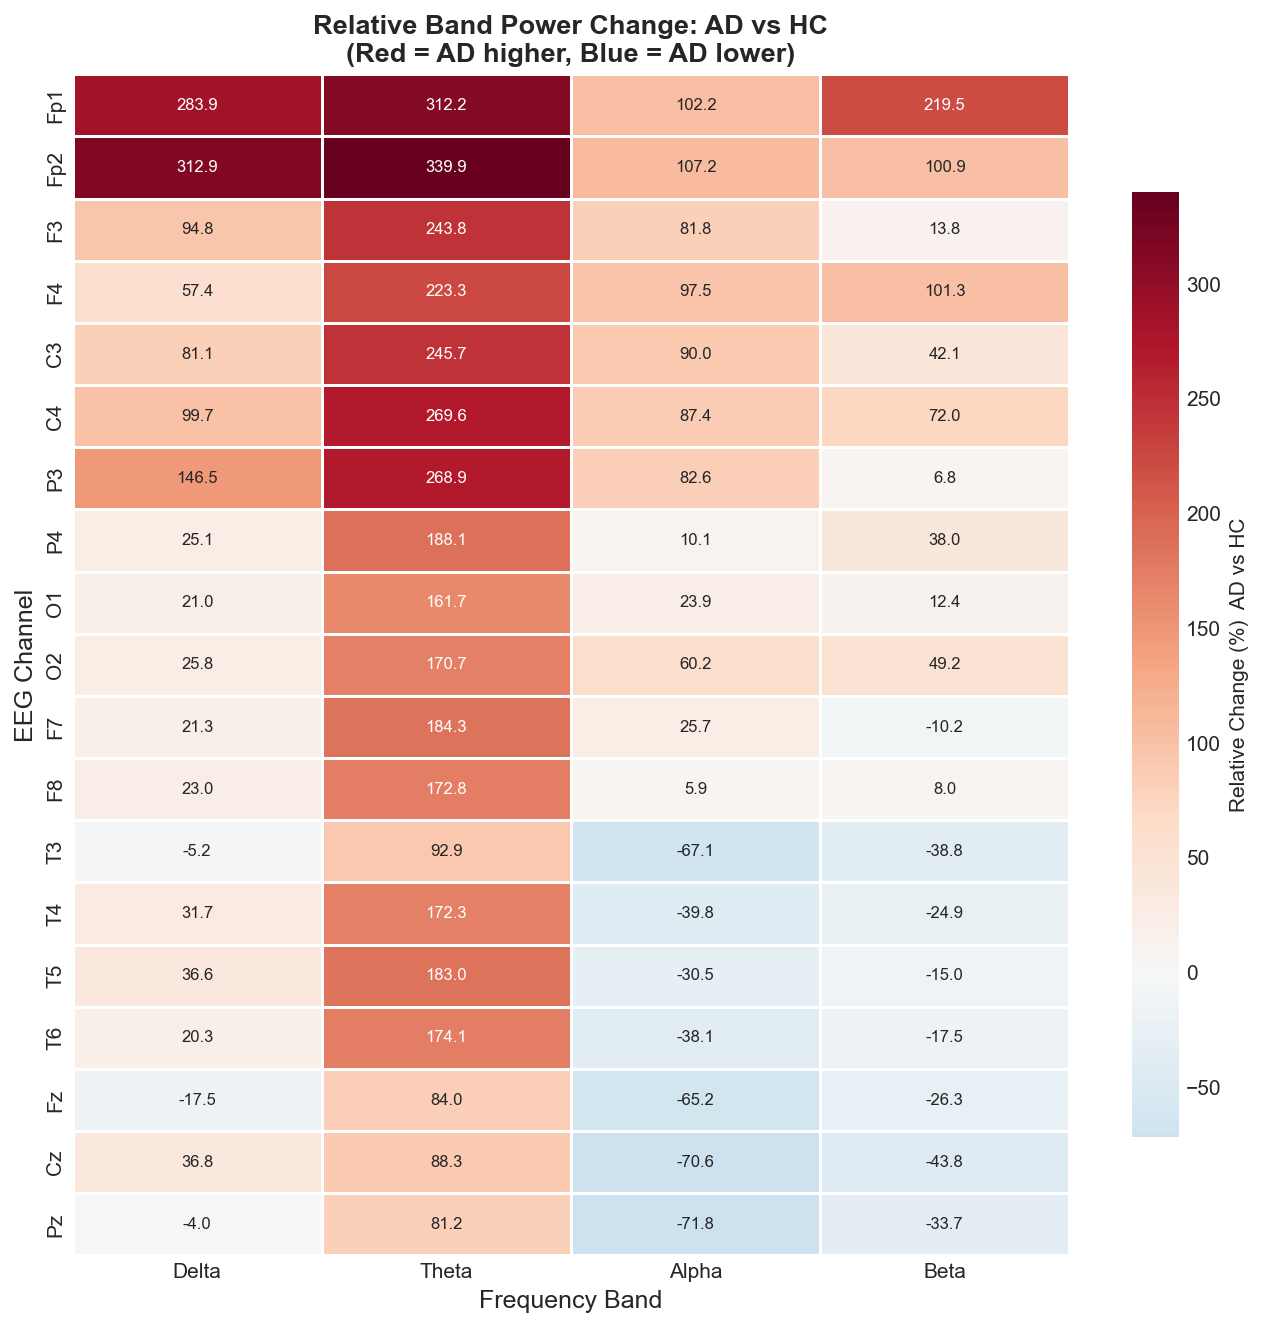 Relative Band Power Change: AD vs HC
(Red = AD higher, Blue = AD lower)
Fp1 283.9 312.2 102.2 219.5
Fp2 312.9 339.9 107.2 100.9
F3 94.8 243.8 81.8 13.8
F4 57.4 223.3 97.5 101.3
C3 81.1 245.7 90.0 42.1
C4 99.7 269.6 87.4 72.0
P3 146.5 268.9 82.6 6.8
P4 25.1 188.1 10.1 38.0
O1 21.0 161.7 23.9 12.4
O2 25.8 170.7 60.2 49.2
F7 21.3 184.3 25.7 -10.2
F8 23.0 172.8 5.9 8.0
T3 -5.2 92.9 -67.1 -38.8
T4 31.7 172.3 -39.8 -24.9
T5 36.6 183.0 -30.5 -15.0
T6 20.3 174.1 -38.1 -17.5
Fz -17.5 84.0 -65.2 -26.3
Cz 36.8 88.3 -70.6 -43.8
Pz -4.0 81.2 -71.8 -33.7
Delta Theta Alpha Beta
Frequency Band
EEG Channel
300
250
200
150
100
50
0
−50
Relative Change (%)  AD vs HC